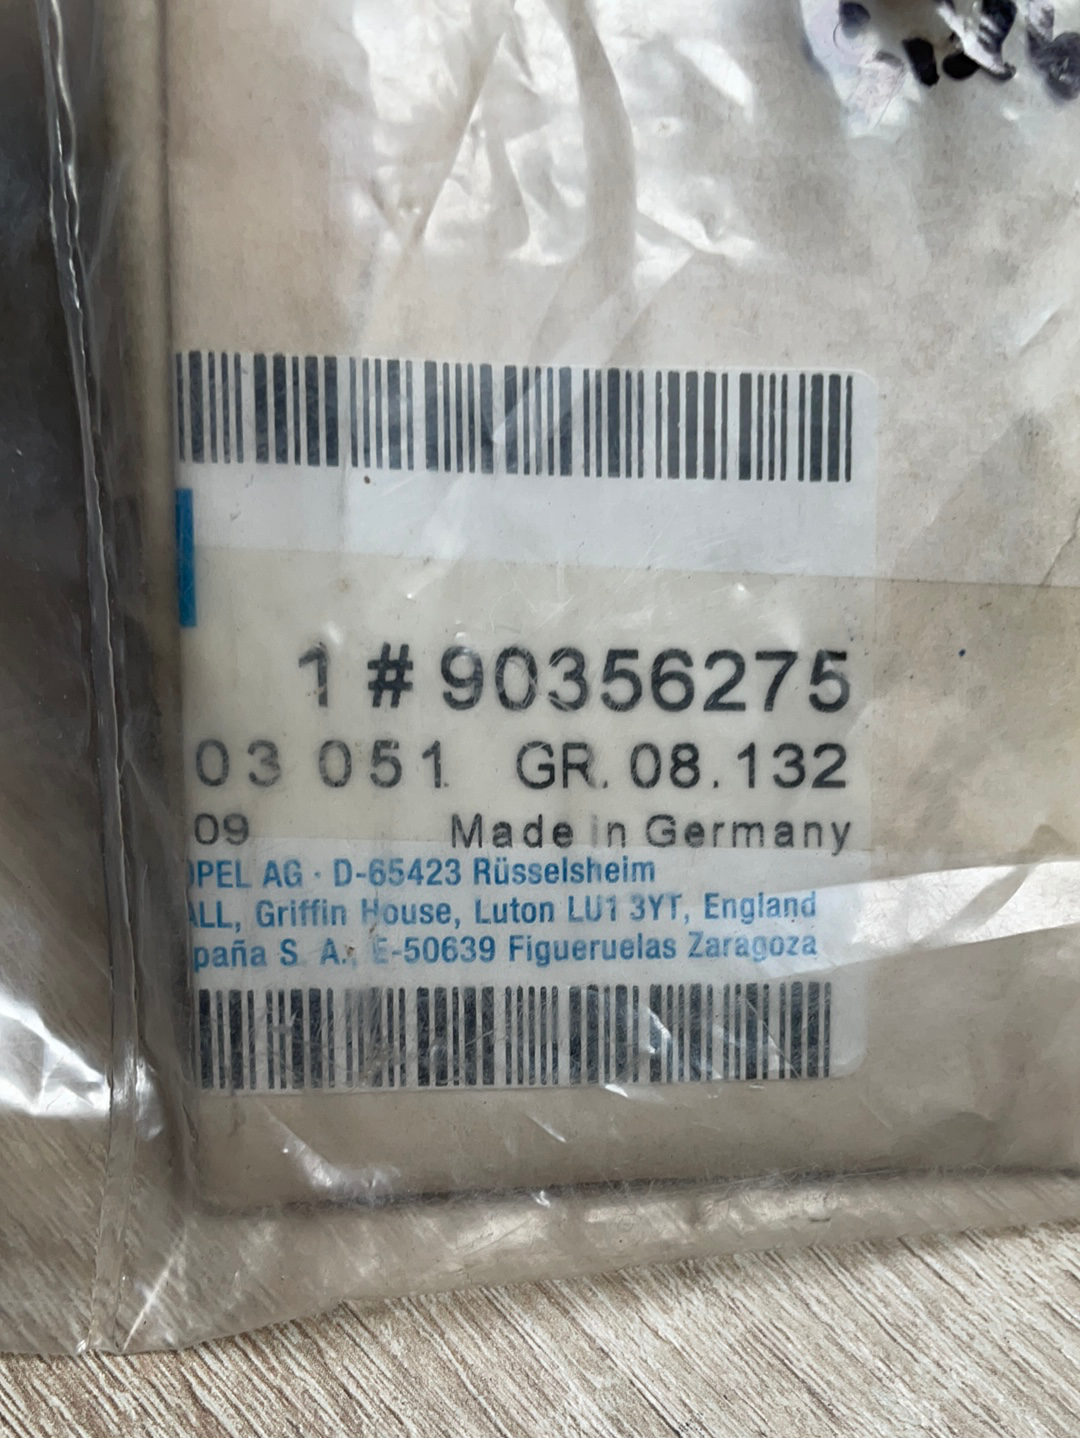 1 # 90356275
03 051 GR. 08.132
09 Made in Germany
OPEL AG · D-65423 Rüsselsheim
ALL, Griffin House, Luton LU1 3YT, England
paña S. A., E-50639 Figueruelas Zaragoza